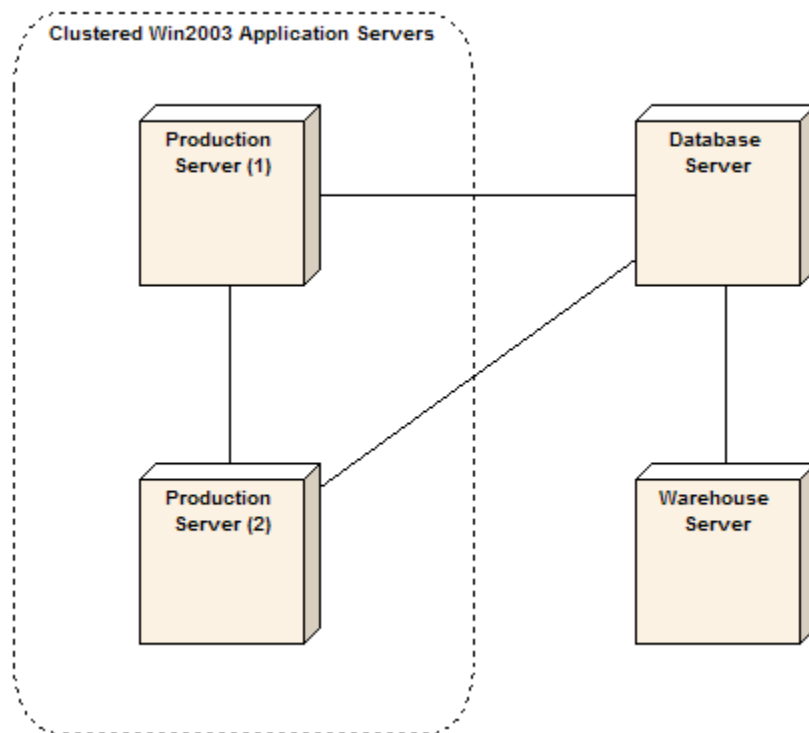 Clustered Win2003 Application Servers
Production
Server (1)
Database
Server
Production
Server (2)
Warehouse
Server